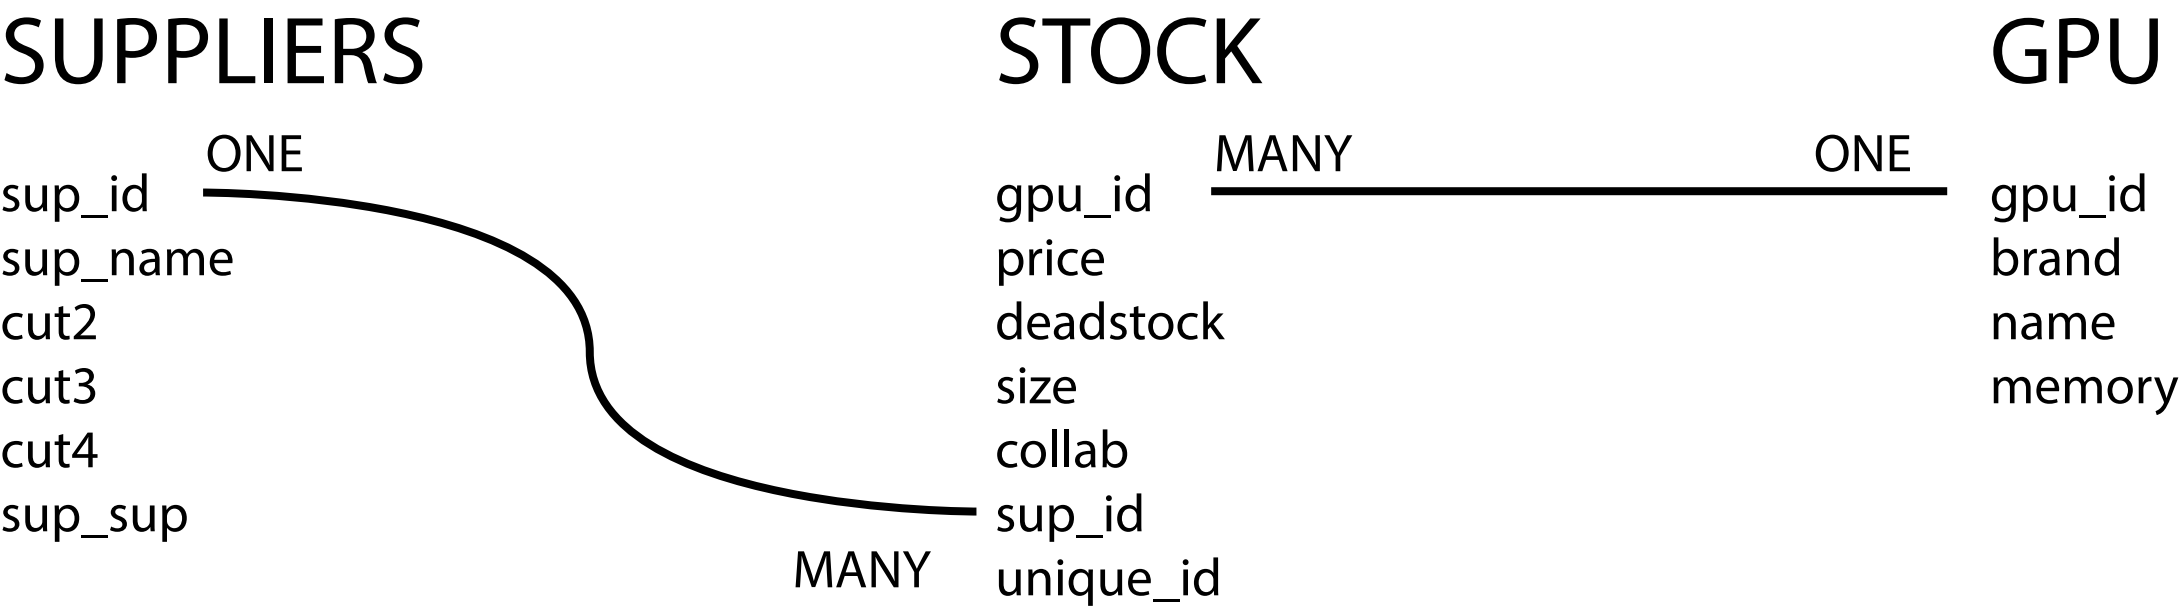 SUPPLIERS
ONE
sup_id
sup_name
cut2
cut3
cut4
sup_sup
MANY
STOCK
MANY
gpu_id
price
deadstock
size
collab
sup_id
unique_id
GPU
ONE
gpu_id
brand
name
memory